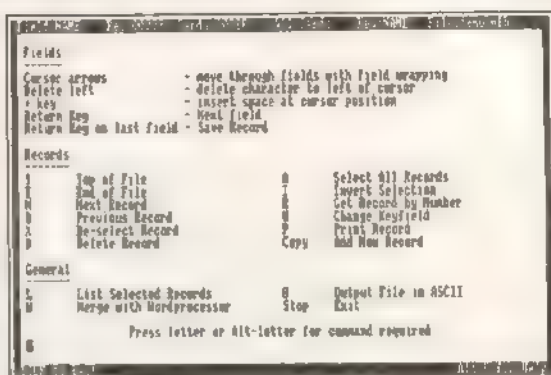 Fields
Cursor arrows - move through fields with field wrapping
Delete left - delete character to left of cursor
key - insert space at cursor position
Return Key - Next field
Return Key on last field - Save Record
Records
Top of File A Select All Records
End of File I Invert Selection
N Next Record Get Record by Number
Previous Record Change Keyfield
X De-select Record P Print Record
D Delete Record Copy Add New Record
General
L List Selected Records Output File in ASCII
Merge with Wordprocessor Stop Exit
Press letter or Alt-letter for command required